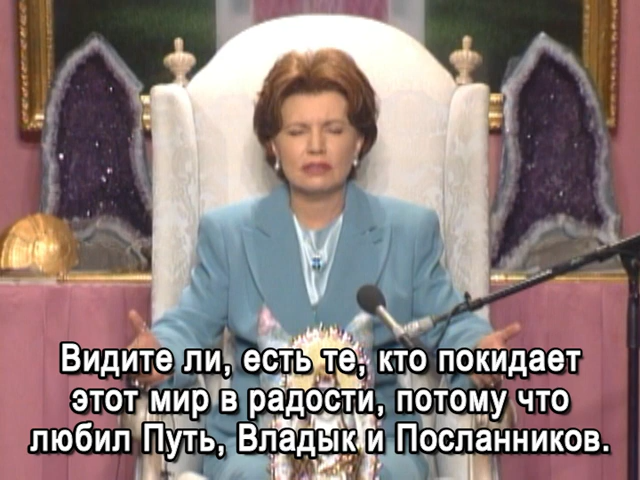 Видите ли, есть те, кто покидает
этот мир в радости, потому что
любил Путь, Владык и Посланников.